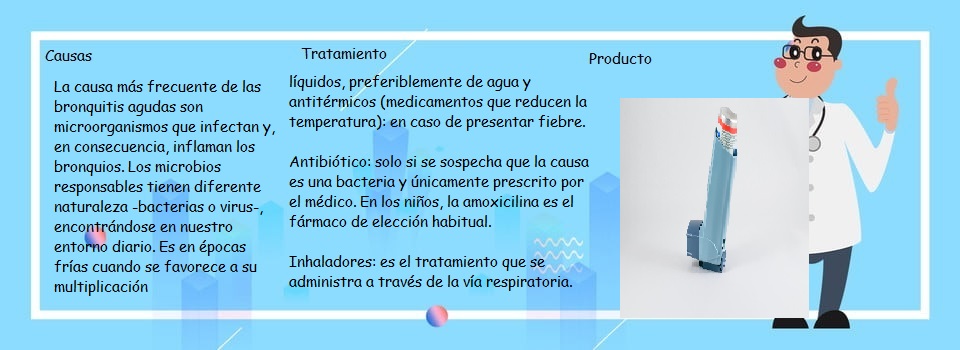 Causas
La causa más frecuente de las
bronquitis agudas son
microorganismos que infectan y,
en consecuencia, inflaman los
bronquios. Los microbios
responsables tienen diferente
naturaleza -bacterias o virus-,
encontrándose en nuestro
entorno diario. Es en épocas
frías cuando se favorece a su
multiplicación
Tratamiento
líquidos, preferiblemente de agua y
antitérmicos (medicamentos que reducen la
temperatura): en caso de presentar fiebre.
Antibiótico: solo si se sospecha que la causa
es una bacteria y únicamente prescrito por
el médico. En los niños, la amoxicilina es el
fármaco de elección habitual.
Inhaladores: es el tratamiento que se
administra a través de la vía respiratoria.
Producto